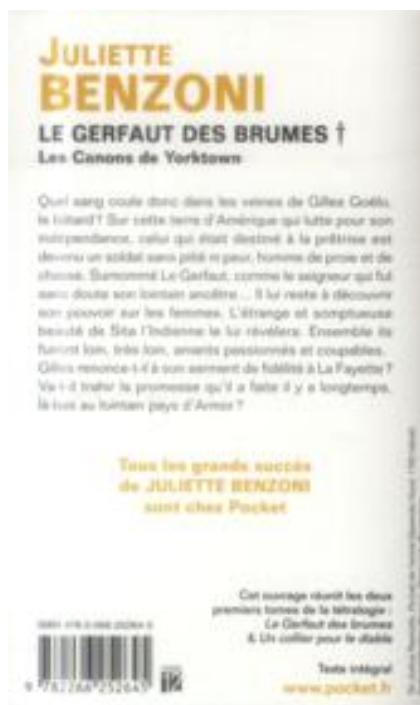 JULIETTE
BENZONI
LE GERFAUT DES BRUMES †
Les Canons de Yorktown
Quel sang coule donc dans les veines de Gilles Goëlo,
le bâtard ? Sur cette terre d'Amérique qui lutte pour son
indépendance, celui qui était destiné à la prêtrise est
devenu un soldat sans pitié ni peur, homme de proie et de
chasse. Surnommé Le Gerfaut, comme le seigneur qui fut
sans doute son lointain ancêtre... Il lui reste à découvrir
son pouvoir sur les femmes. L'étrange et somptueuse
beauté de Sita l'Indienne le lui révélera. Ensemble ils
fuiront loin, très loin, amants passionnés et coupables.
Gilles renonce-t-il à son serment de fidélité à La Fayette ?
Va-t-il trahir la promesse qu'il a faite il y a longtemps,
là-bas au lointain pays d'Armor ?
Tous les grands succès
de JULIETTE BENZONI
sont chez Pocket
Cet ouvrage réunit les deux
premiers tomes de la tétralogie :
Le Gerfaut des brumes
& Un collier pour le diable
Texte intégral
www.pocket.fr
9 782266 252645